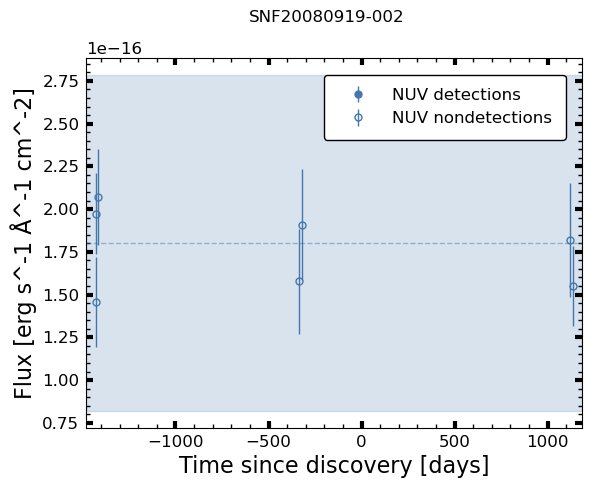 SNF20080919-002
1e−16
NUV detections
NUV nondetections
2.75
2.50
2.25
2.00
1.75
1.50
1.25
1.00
0.75
Flux [erg s^-1 Å^-1 cm^-2]
−1000 −500 0 500 1000
Time since discovery [days]